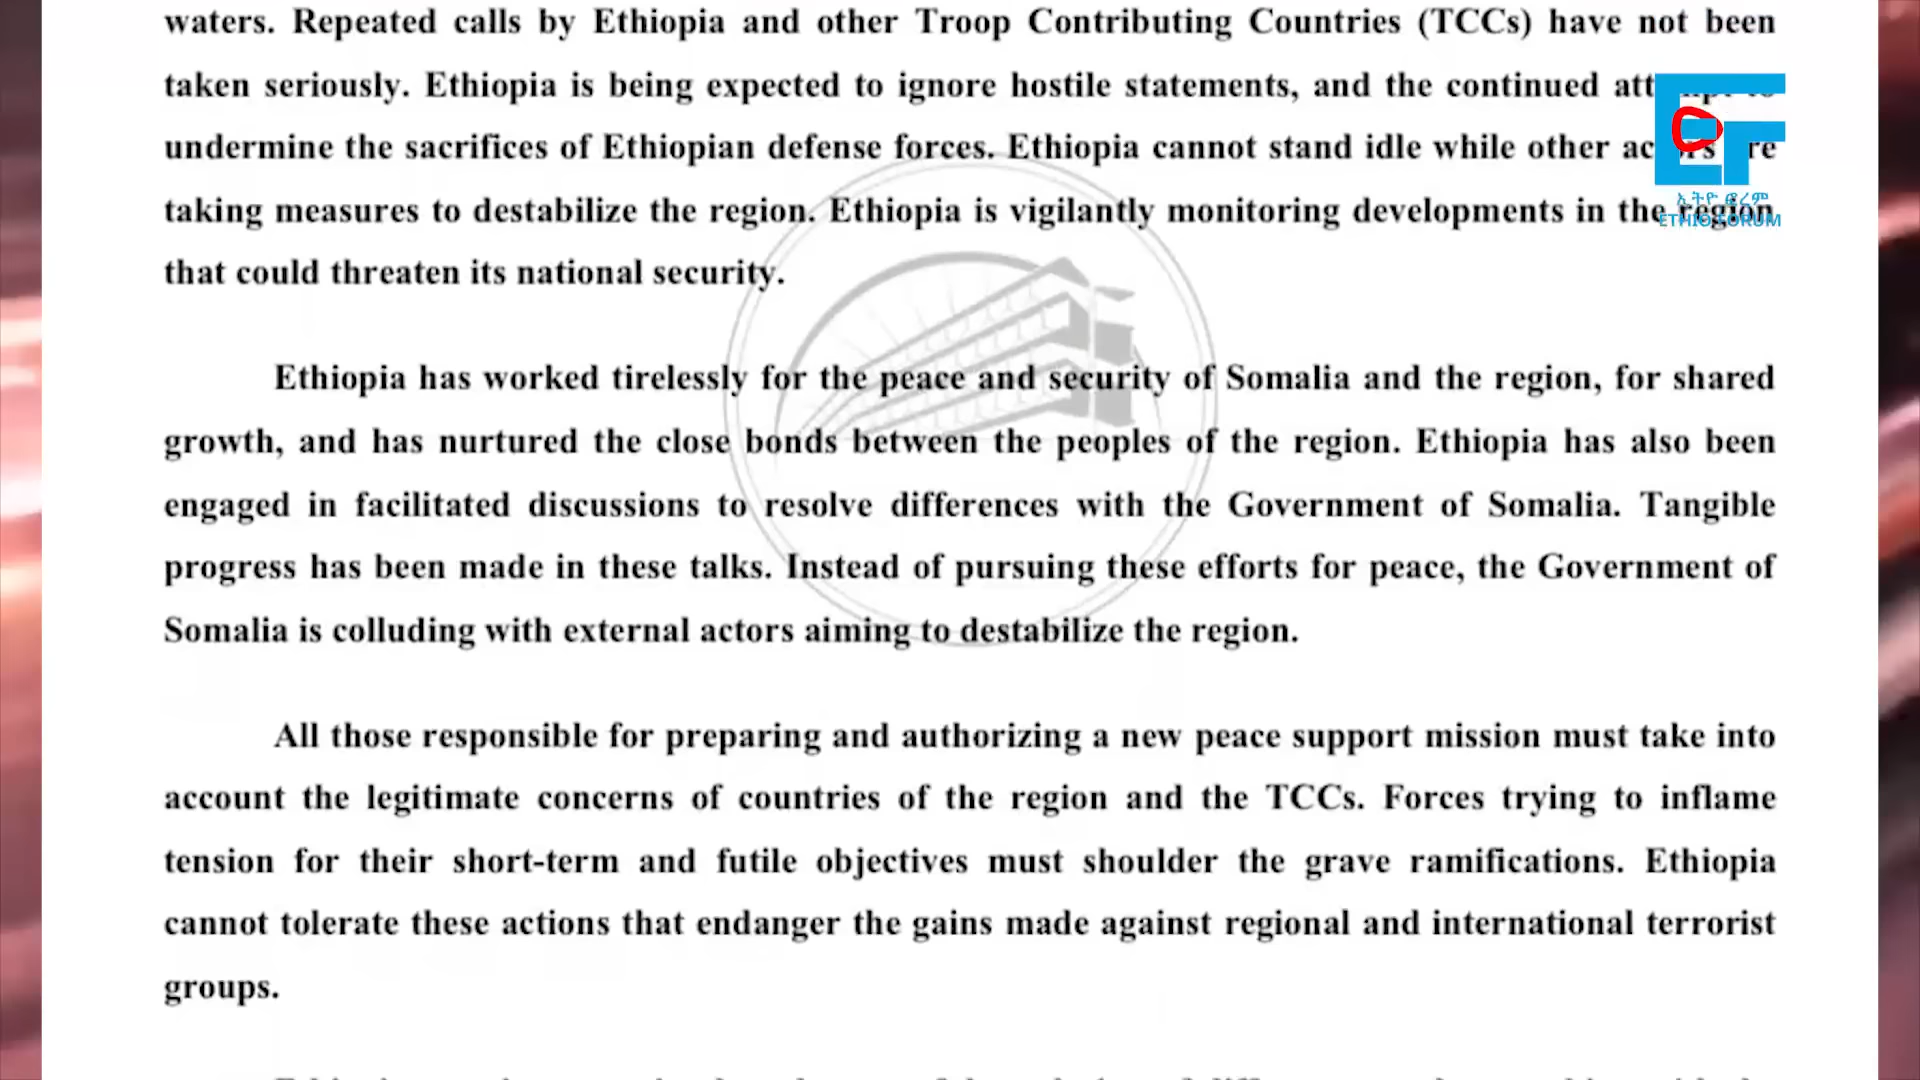 waters. Repeated calls by Ethiopia and other Troop Contributing Countries (TCCs) have not been
taken seriously. Ethiopia is being expected to ignore hostile statements, and the continued
undermine the sacrifices of Ethiopian defense forces. Ethiopia cannot stand idle while other
taking measures to destabilize the region. Ethiopia is vigilantly monitoring developments in the region
that could threaten its national security.
Ethiopia has worked tirelessly for the peace and security of Somalia and the region, for shared
growth, and has nurtured the close bonds between the peoples of the region. Ethiopia has also been
engaged in facilitated discussions to resolve differences with the Government of Somalia. Tangible
progress has been made in these talks. Instead of pursuing these efforts for peace, the Government of
Somalia is colluding with external actors aiming to destabilize the region.
All those responsible for preparing and authorizing a new peace support mission must take into
account the legitimate concerns of countries of the region and the TCCs. Forces trying to inflame
tension for their short-term and futile objectives must shoulder the grave ramifications. Ethiopia
cannot tolerate these actions that endanger the gains made against regional and international terrorist
groups.
EF
ኢትዮ ፎረም
ETHIO FORUM